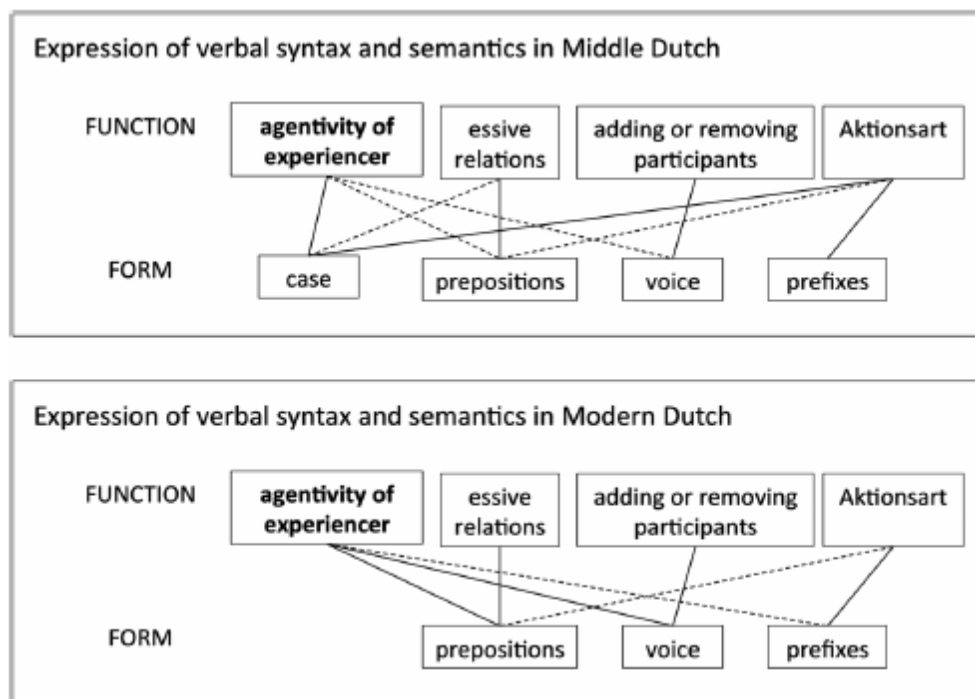 Expression of verbal syntax and semantics in Middle Dutch
FUNCTION
agentivity of
experiencer
essive
relations
adding or removing
participants
Aktionsart
FORM
case
prepositions
voice
prefixes
Expression of verbal syntax and semantics in Modern Dutch
FUNCTION
agentivity of
experiencer
essive
relations
adding or removing
participants
Aktionsart
FORM
prepositions
voice
prefixes